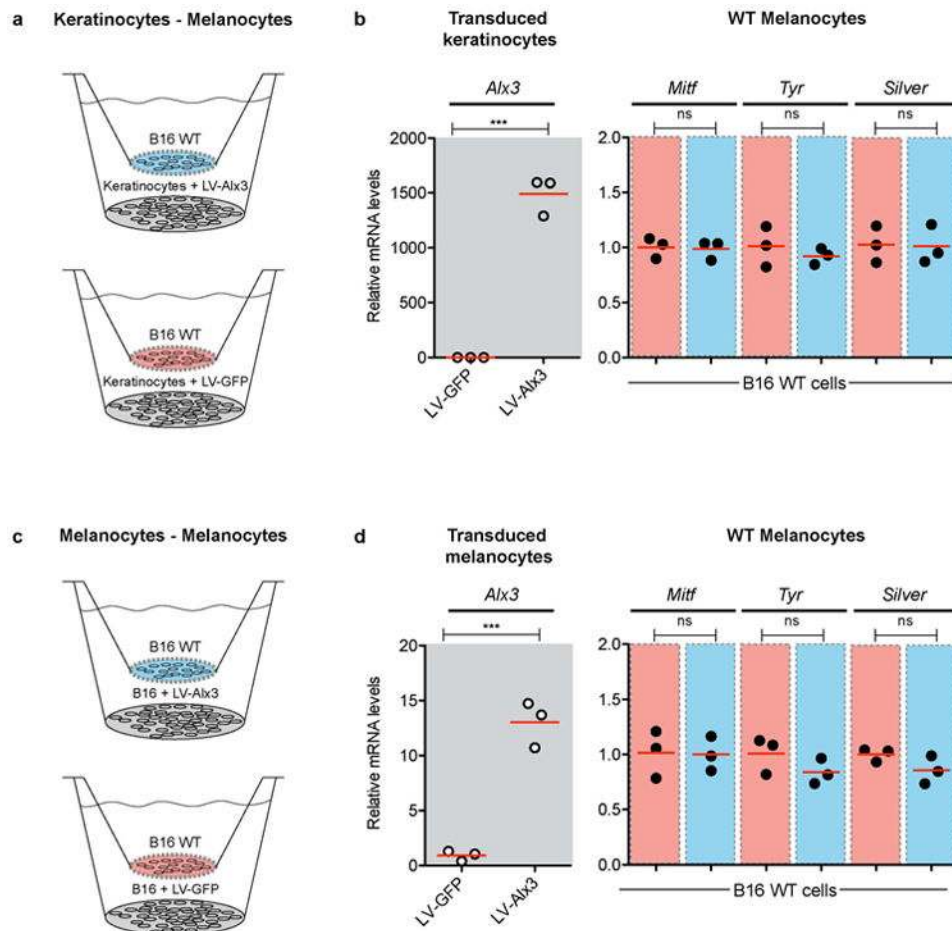 a Keratinocytes - Melanocytes
B16 WT
Keratinocytes + LV-Alx3
B16 WT
Keratinocytes + LV-GFP
b Transduced
keratinocytes
WT Melanocytes
Alx3
Mitf Tyr Silver
***
ns ns ns
Relative mRNA levels
2000
1500
1000
500
0
LV-GFP
LV-Alx3
2.0
1.5
1.0
0.5
0.0
B16 WT cells
c Melanocytes - Melanocytes
B16 WT
B16 + LV-Alx3
B16 WT
B16 + LV-GFP
d Transduced
melanocytes
WT Melanocytes
Alx3
Mitf Tyr Silver
***
ns ns ns
Relative mRNA levels
20
15
10
5
0
LV-GFP
LV-Alx3
2.0
1.5
1.0
0.5
0.0
B16 WT cells